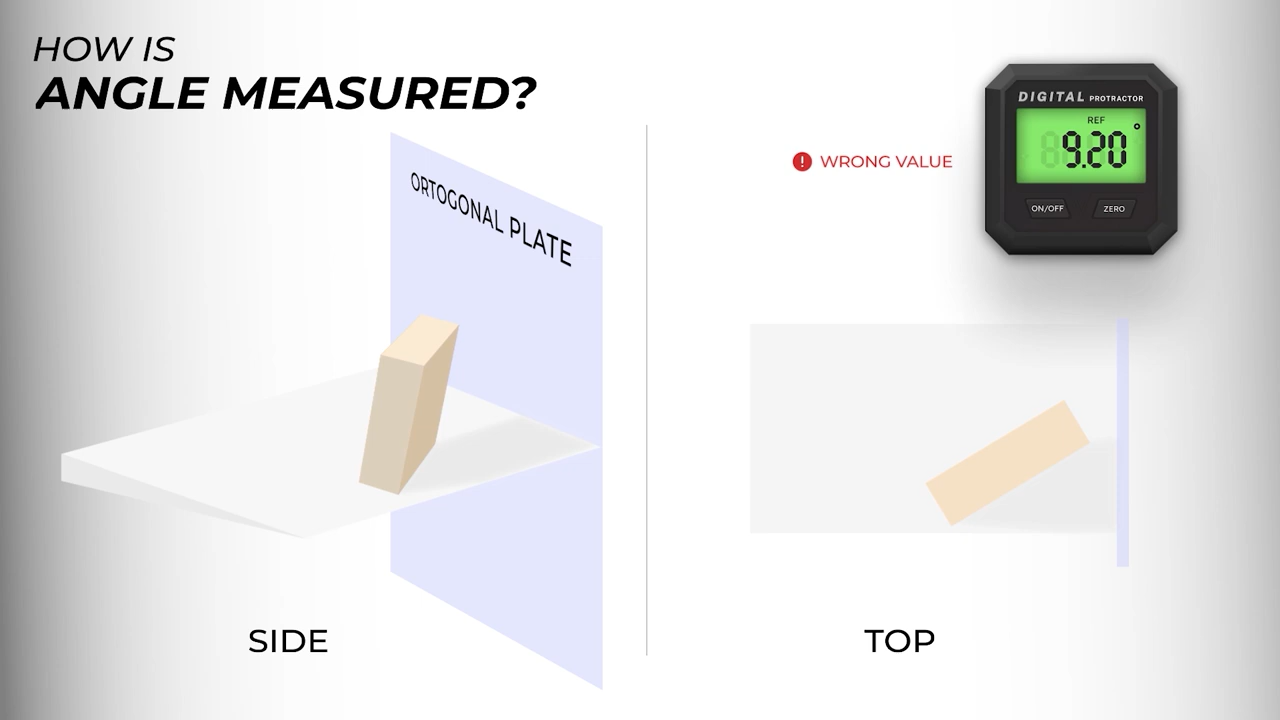 HOW IS
ANGLE MEASURED?
ORTOGONAL PLATE
SIDE
WRONG VALUE
DIGITAL PROTRACTOR
REF
9.20°
ON/OFF ZERO
TOP